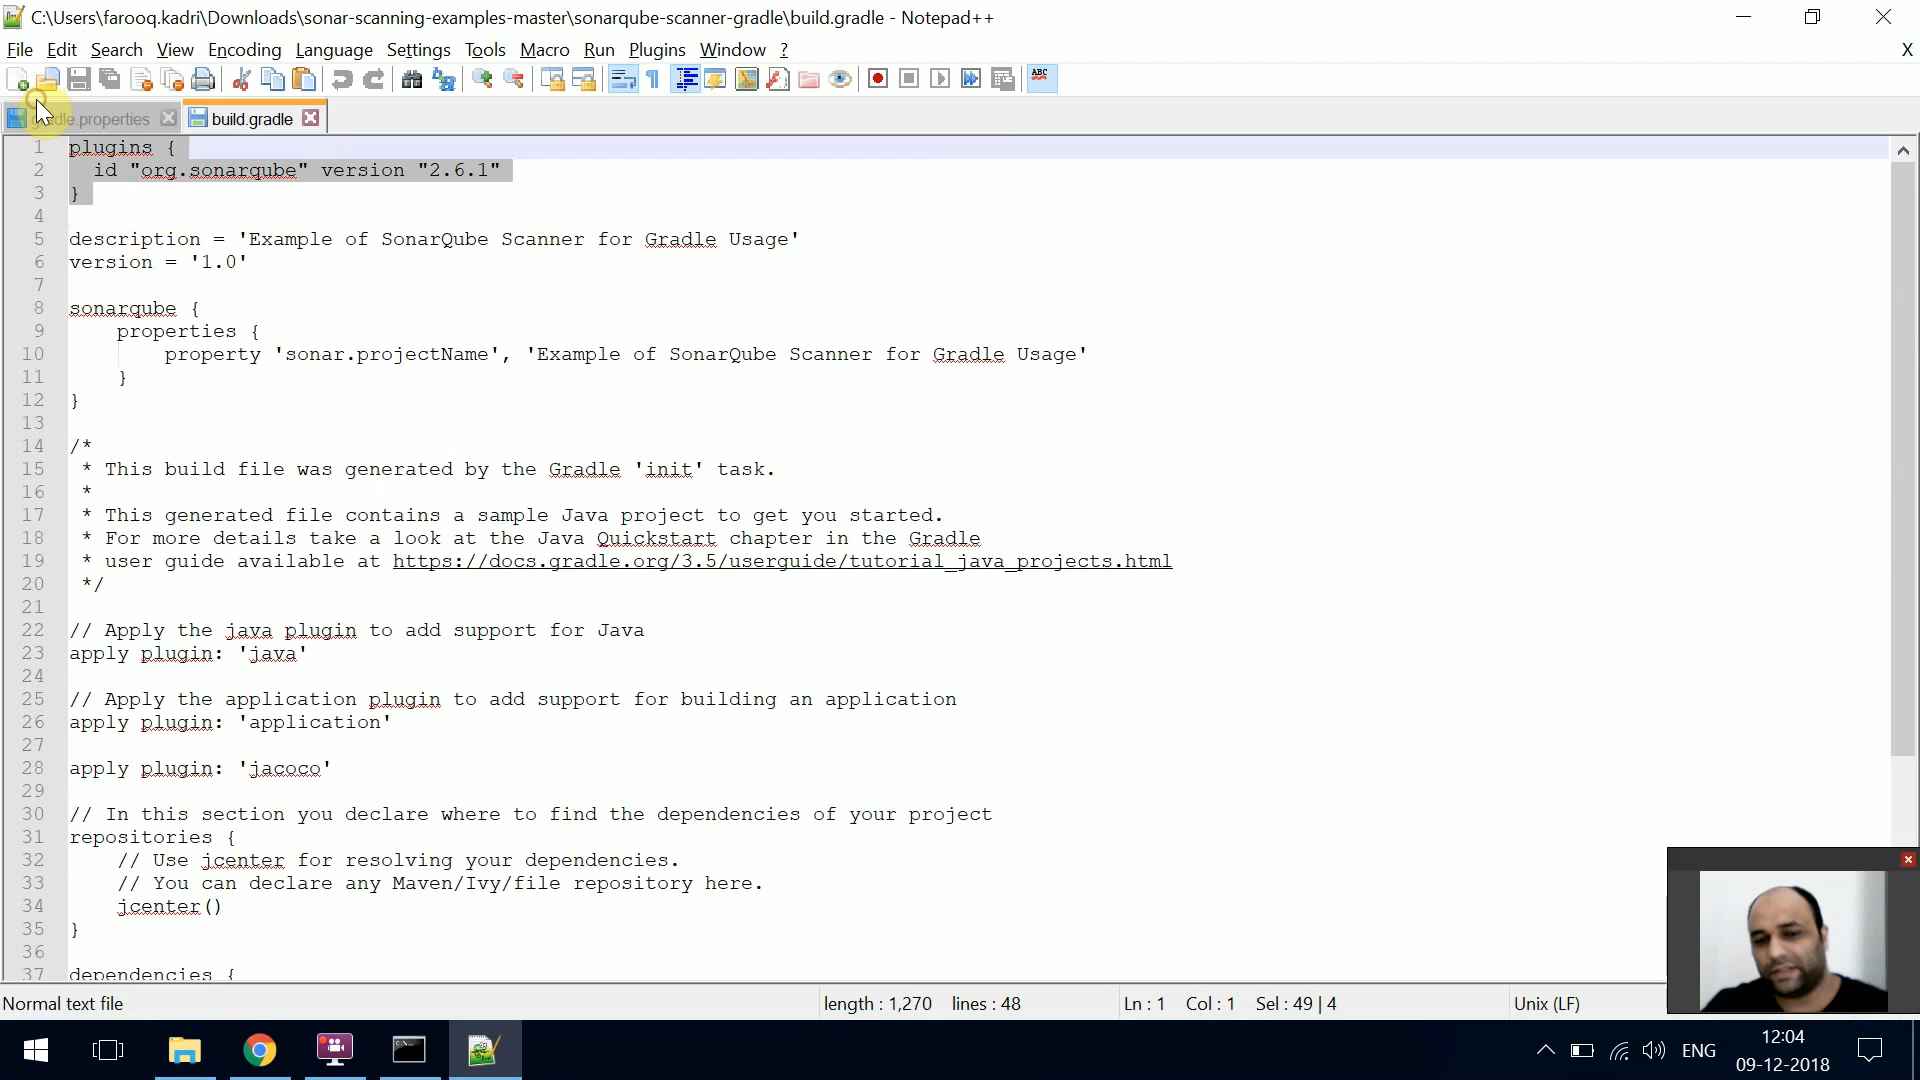 C:\Users\farooq.kadri\Downloads\sonar-scanning-examples-master\sonarqube-scanner-gradle\build.gradle - Notepad++
File Edit Search View Encoding Language Settings Tools Macro Run Plugins Window ?
X
ABC
gradle.properties
build.gradle
1 plugins {
2 id "org.sonarqube" version "2.6.1"
3 }
4
5 description = 'Example of SonarQube Scanner for Gradle Usage'
6 version = '1.0'
7
8 sonarqube {
9 properties {
10 property 'sonar.projectName', 'Example of SonarQube Scanner for Gradle Usage'
11 }
12 }
13
14 /*
15 * This build file was generated by the Gradle 'init' task.
16 *
17 * This generated file contains a sample Java project to get you started.
18 * For more details take a look at the Java Quickstart chapter in the Gradle
19 * user guide available at https://docs.gradle.org/3.5/userguide/tutorial_java_projects.html
20 */
21
22 // Apply the java plugin to add support for Java
23 apply plugin: 'java'
24
25 // Apply the application plugin to add support for building an application
26 apply plugin: 'application'
27
28 apply plugin: 'jacoco'
29
30 // In this section you declare where to find the dependencies of your project
31 repositories {
32 // Use jcenter for resolving your dependencies.
33 // You can declare any Maven/Ivy/file repository here.
34 jcenter()
35 }
36
37 dependencies {
Normal text file length : 1,270 lines : 48 Ln : 1 Col : 1 Sel : 49 | 4 Unix (LF)
ENG
12:04
09-12-2018